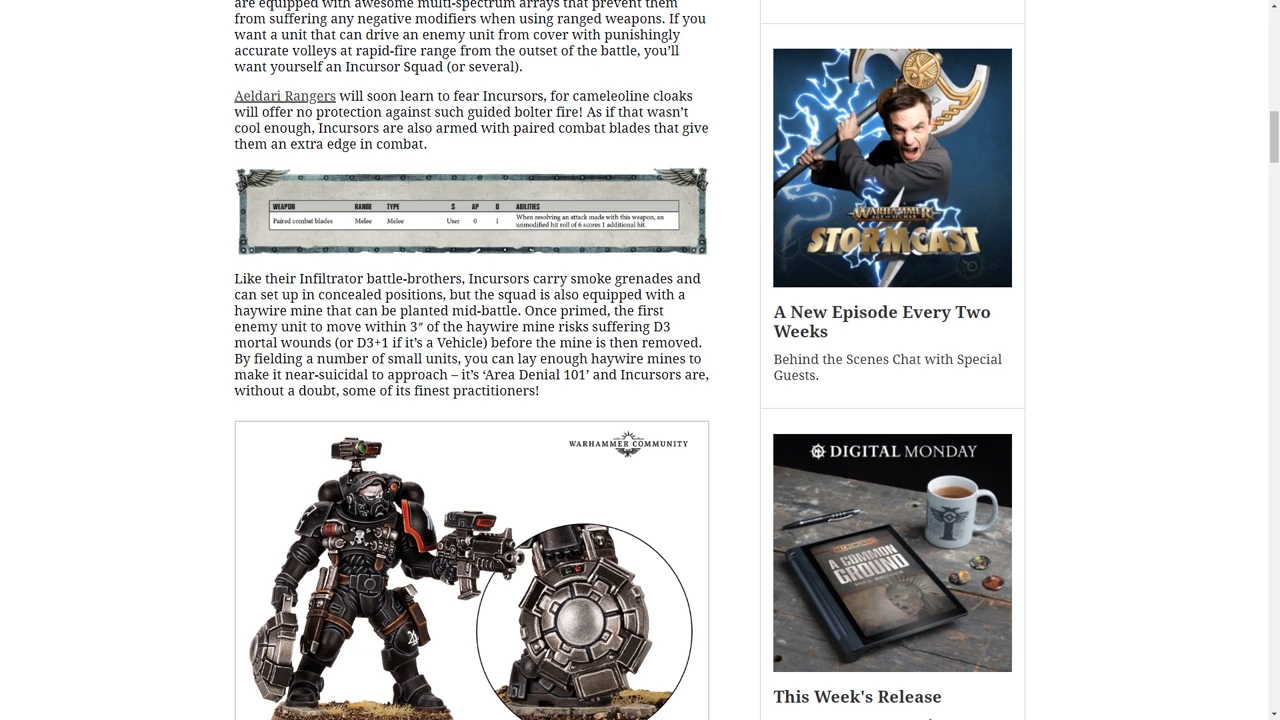 are equipped with awesome multi-spectrum arrays that prevent them
from suffering any negative modifiers when using ranged weapons. If you
want a unit that can drive an enemy unit from cover with punishingly
accurate volleys at rapid-fire range from the outset of the battle, you’ll
want yourself an Incursor Squad (or several).
Aeldari Rangers will soon learn to fear Incursors, for cameleoline cloaks
will offer no protection against such guided bolter fire! As if that wasn’t
cool enough, Incursors are also armed with paired combat blades that give
them an extra edge in combat.
WEAPON RANGE TYPE S AP D ABILITIES
Paired combat blades Melee Melee User 0 1 When resolving an attack made with this weapon, an
unmodified hit roll of 6 scores 1 additional hit.
Like their Infiltrator battle-brothers, Incursors carry smoke grenades and
can set up in concealed positions, but the squad is also equipped with a
haywire mine that can be planted mid-battle. Once primed, the first
enemy unit to move within 3″ of the haywire mine risks suffering D3
mortal wounds (or D3+1 if it’s a Vehicle) before the mine is then removed.
By fielding a number of small units, you can lay enough haywire mines to
make it near-suicidal to approach – it’s ‘Area Denial 101’ and Incursors are,
without a doubt, some of its finest practitioners!
WARHAMMER COMMUNITY
WARHAMMER
AGE OF SIGMAR
STORMCAST
A New Episode Every Two
Weeks
Behind the Scenes Chat with Special
Guests.
DIGITAL MONDAY
A COMMON
GROUND
This Week's Release